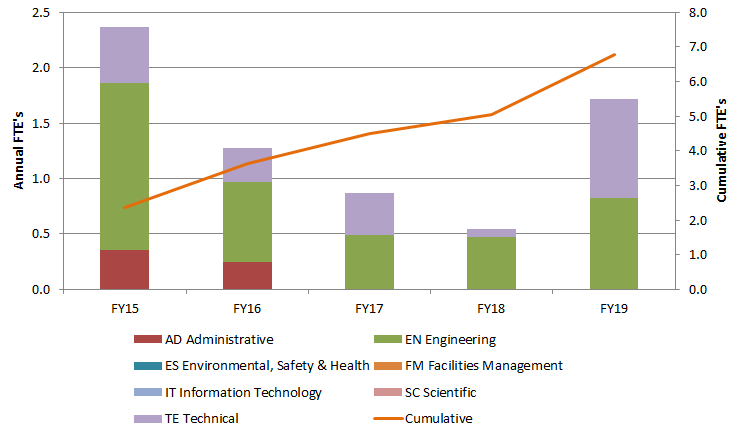 2.5
2.0
1.5
1.0
0.5
0.0
Annual FTE's
8.0
7.0
6.0
5.0
4.0
3.0
2.0
1.0
0.0
Cumulative FTE's
FY15 FY16 FY17 FY18 FY19
AD Administrative EN Engineering
ES Environmental, Safety & Health FM Facilities Management
IT Information Technology SC Scientific
TE Technical Cumulative